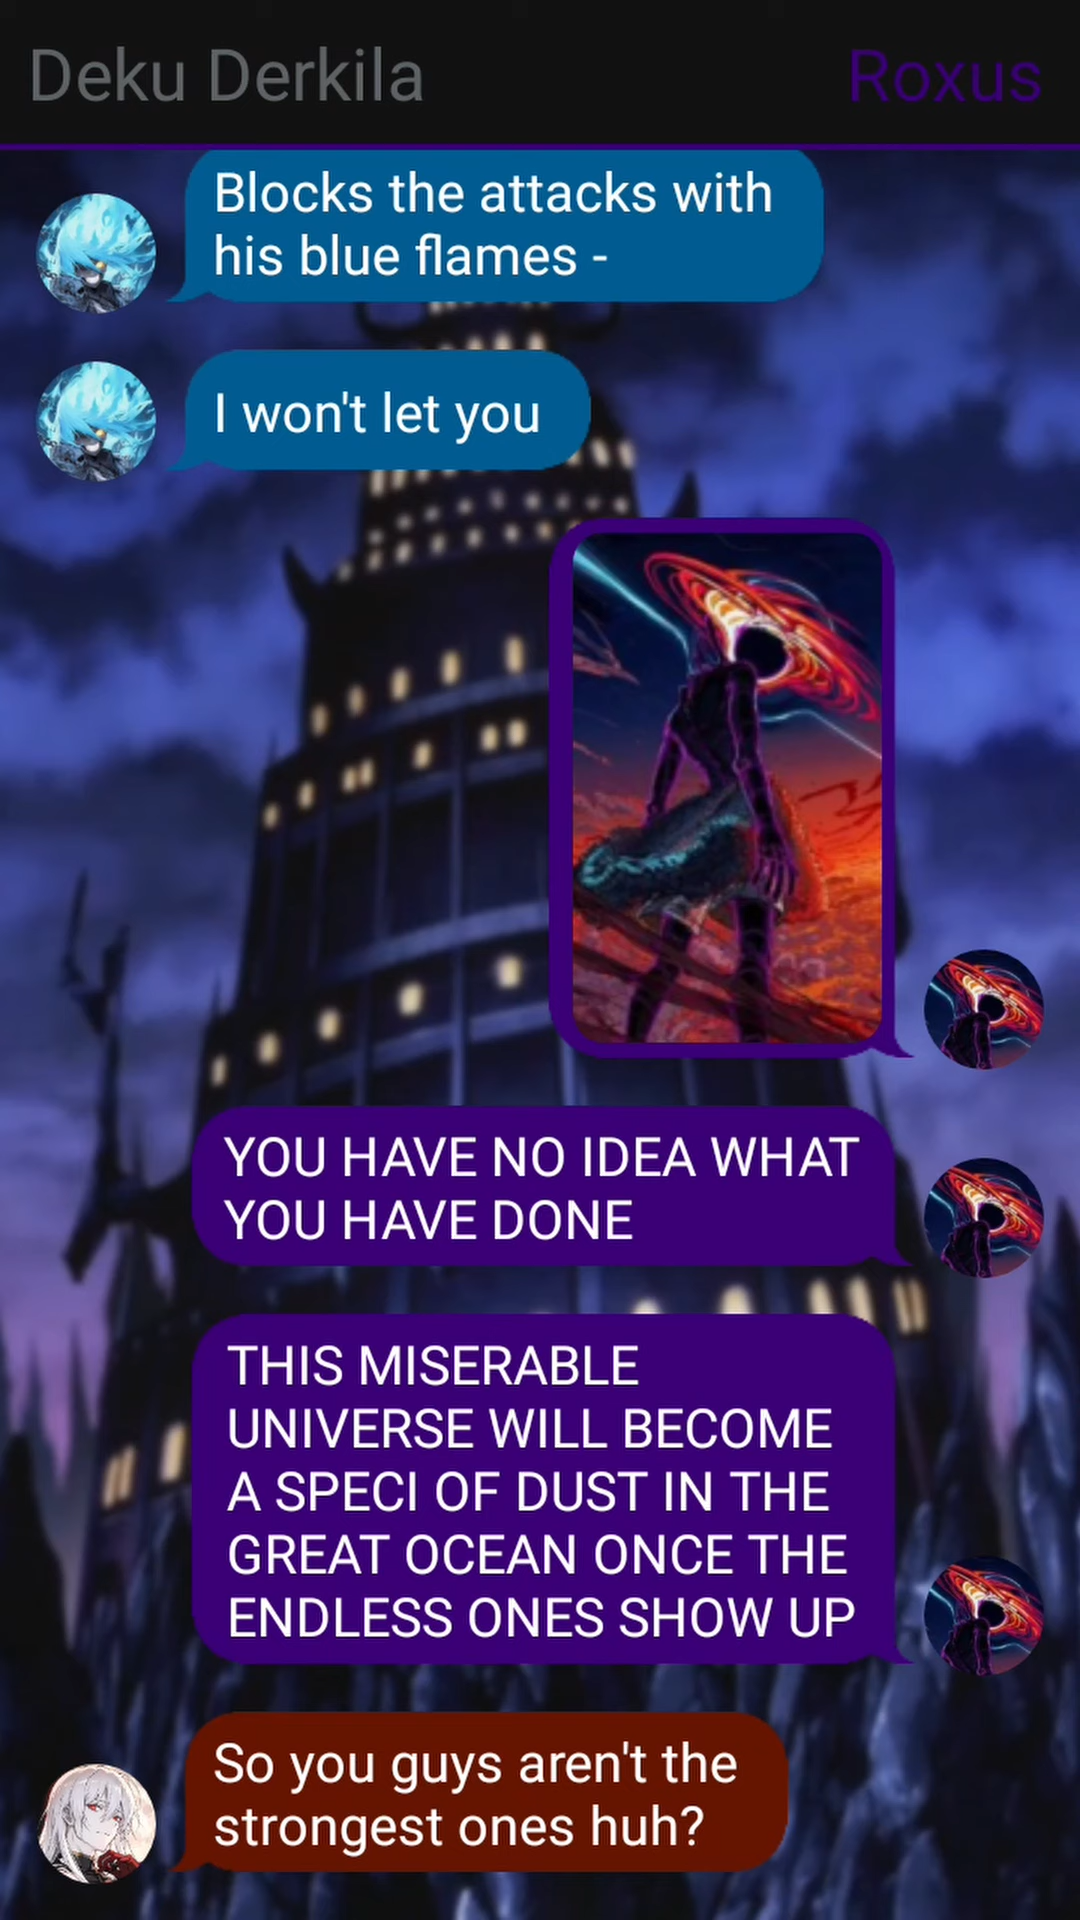 Deku Derkila
Roxus
Blocks the attacks with
his blue flames -
I won't let you
YOU HAVE NO IDEA WHAT
YOU HAVE DONE
THIS MISERABLE
UNIVERSE WILL BECOME
A SPECI OF DUST IN THE
GREAT OCEAN ONCE THE
ENDLESS ONES SHOW UP
So you guys aren't the
strongest ones huh?